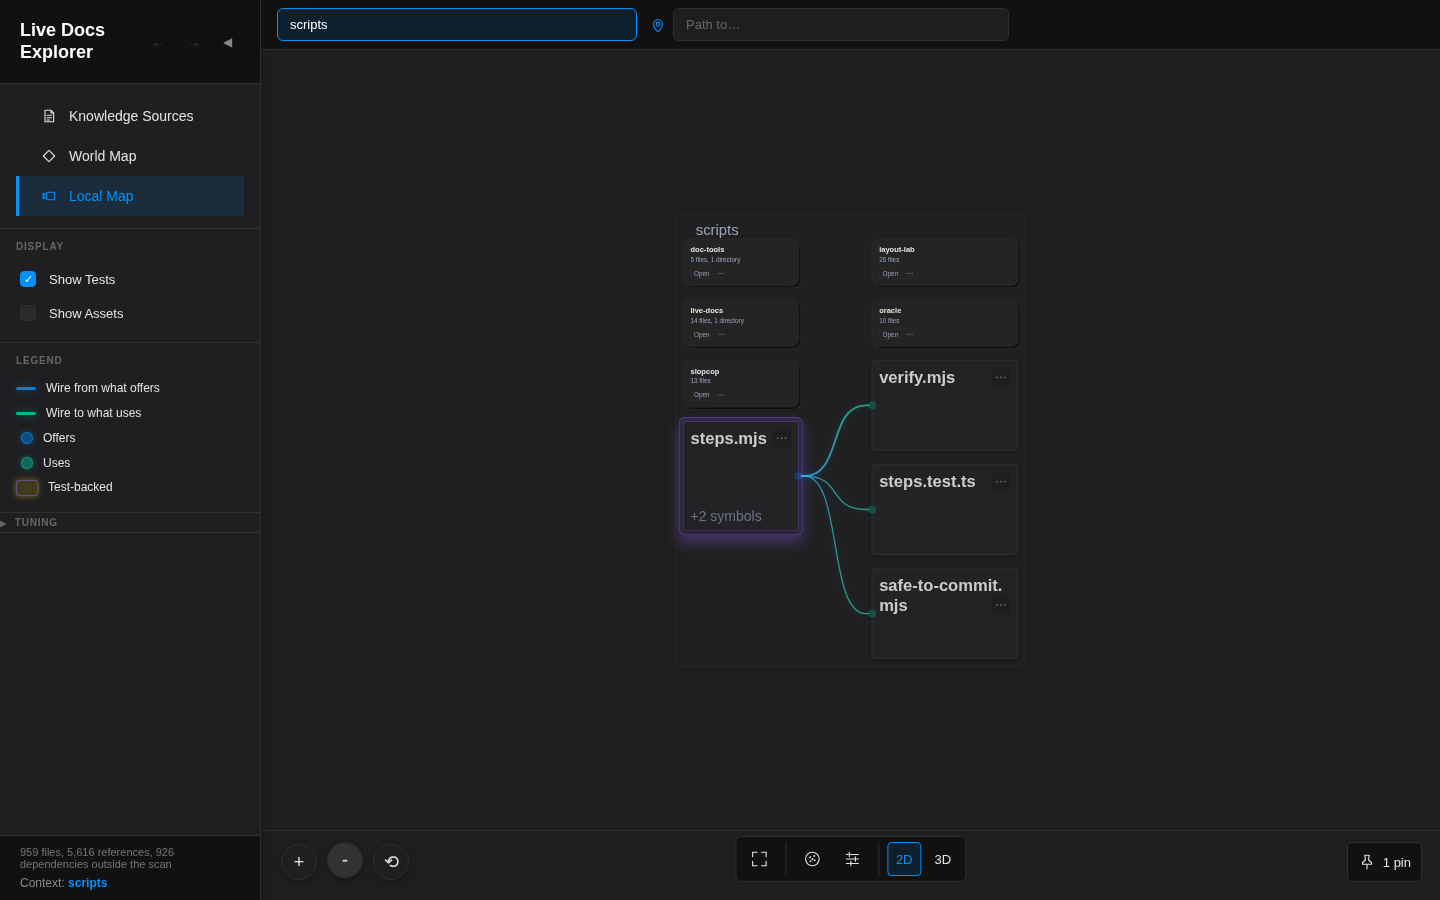 Live Docs
Explorer
scripts
Path to…
Knowledge Sources
World Map
Local Map
DISPLAY
Show Tests
Show Assets
LEGEND
Wire from what offers
Wire to what uses
Offers
Uses
Test-backed
TUNING
959 files, 5,616 references, 926
dependencies outside the scan
Context: scripts
scripts
doc-tools
5 files, 1 directory
Open ···
layout-lab
26 files
Open ···
live-docs
14 files, 1 directory
Open ···
oracle
10 files
Open ···
slopcop
13 files
Open ···
verify.mjs ···
steps.mjs ···
+2 symbols
steps.test.ts ···
safe-to-commit.
mjs ···
+ - ⟲
2D 3D
1 pin